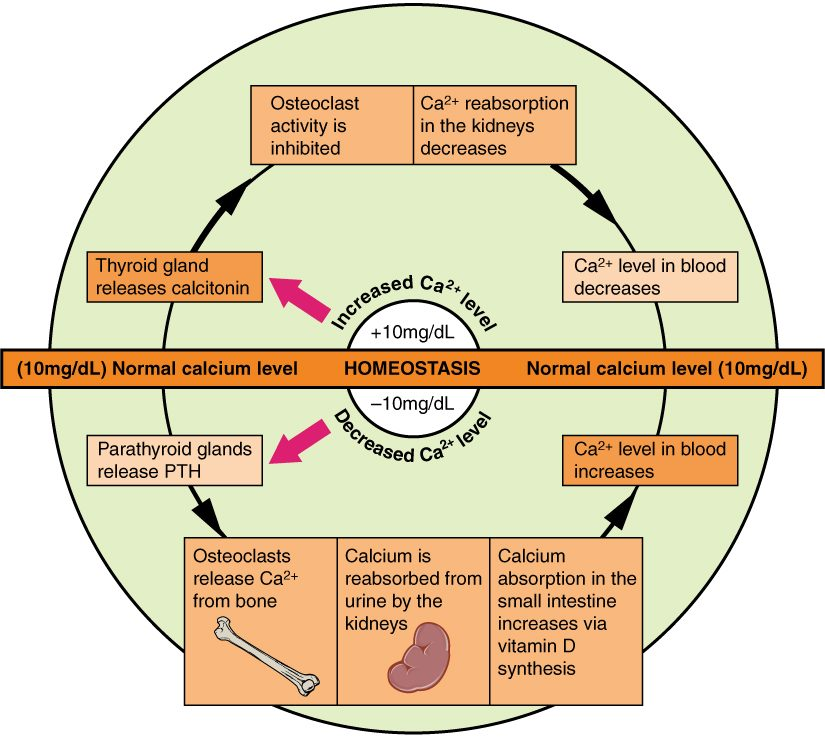 Osteoclast
activity is
inhibited
Ca²⁺ reabsorption
in the kidneys
decreases
Thyroid gland
releases calcitonin
Increased Ca²⁺ level
+10mg/dL
Ca²⁺ level in blood
decreases
(10mg/dL) Normal calcium level
HOMEOSTASIS
Normal calcium level (10mg/dL)
–10mg/dL
Decreased Ca²⁺ level
Parathyroid glands
release PTH
Ca²⁺ level in blood
increases
Osteoclasts
release Ca²⁺
from bone
Calcium is
reabsorbed from
urine by the
kidneys
Calcium
absorption in the
small intestine
increases via
vitamin D
synthesis